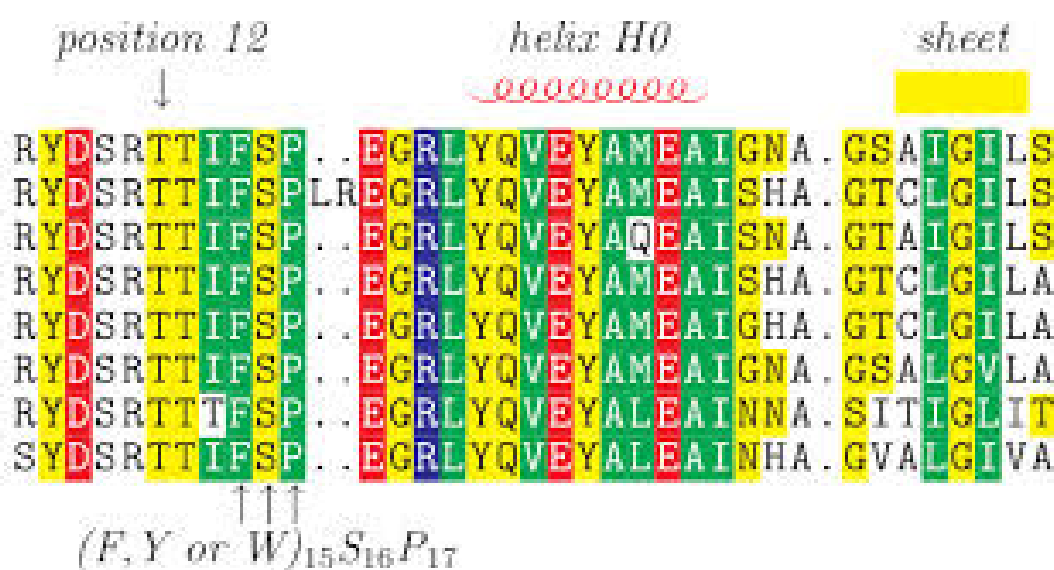 position 12 helix H0 sheet
RYDSRTTIFSP..EGRLYQVEYAMEAIGNA.GSAIGILS
RYDSRTTIFSPLREGRLYQVEYAMEAISHA.GTCLGILS
RYDSRTTIFSP..EGRLYQVEYAQEAISNA.GTAIGILS
RYDSRTTIFSP..EGRLYQVEYAMEAISHA.GTCLGILA
RYDSRTTIFSP..EGRLYQVEYAMEAIGHA.GTCLGILA
RYDSRTTIFSP..EGRLYQVEYAMEAIGNA.GSALGVLA
RYDSRTTTFSP..EGRLYQVEYALEAINNA.SITIGLIT
SYDSRTTIFSP..EGRLYQVEYALEAINHA.GVALGIVA
(F, Y or W)₁₅S₁₆P₁₇